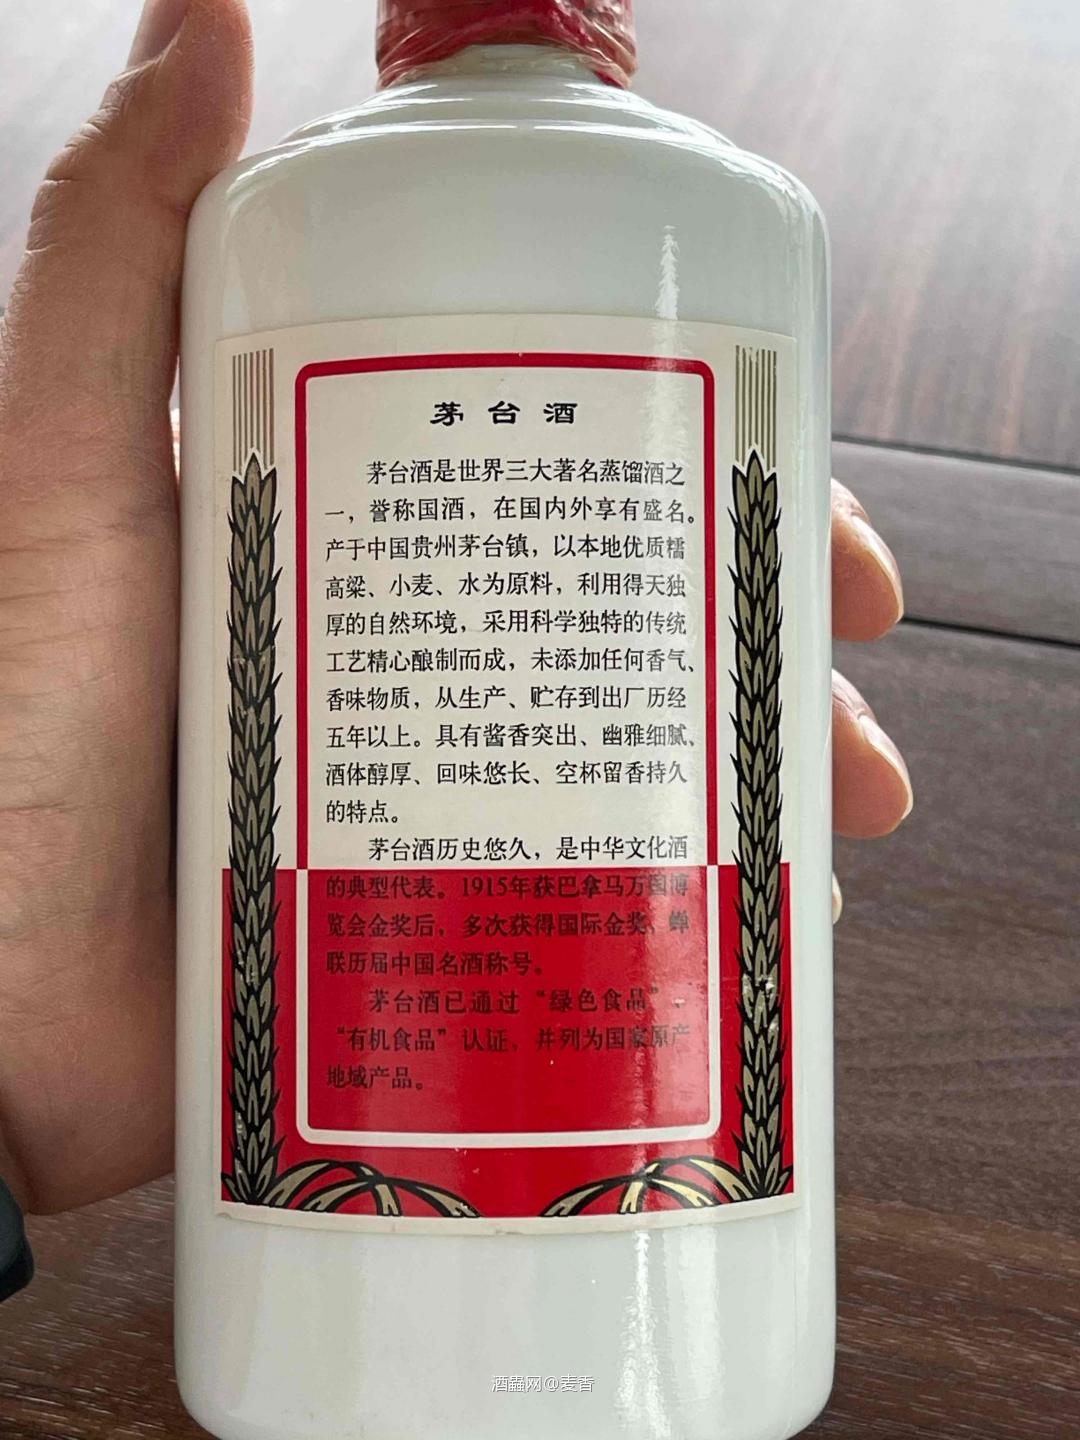 茅台酒
茅台酒是世界三大著名蒸馏酒之
一，誉称国酒，在国内外享有盛名。
产于中国贵州茅台镇，以本地优质糯
高粱、小麦、水为原料，利用得天独
厚的自然环境，采用科学独特的传统
工艺精心酿制而成，未添加任何香气、
香味物质，从生产、贮存到出厂历经
五年以上。具有酱香突出、幽雅细腻、
酒体醇厚、回味悠长、空杯留香持久
的特点。
茅台酒历史悠久，是中华文化酒
的典型代表。1915年获巴拿马万国博
览会金奖后，多次获得国际金奖，蝉
联历届中国名酒称号。
茅台酒已通过“绿色食品”、
“有机食品”认证，并列为国家原产
地域产品。
酒蟲网@麦香